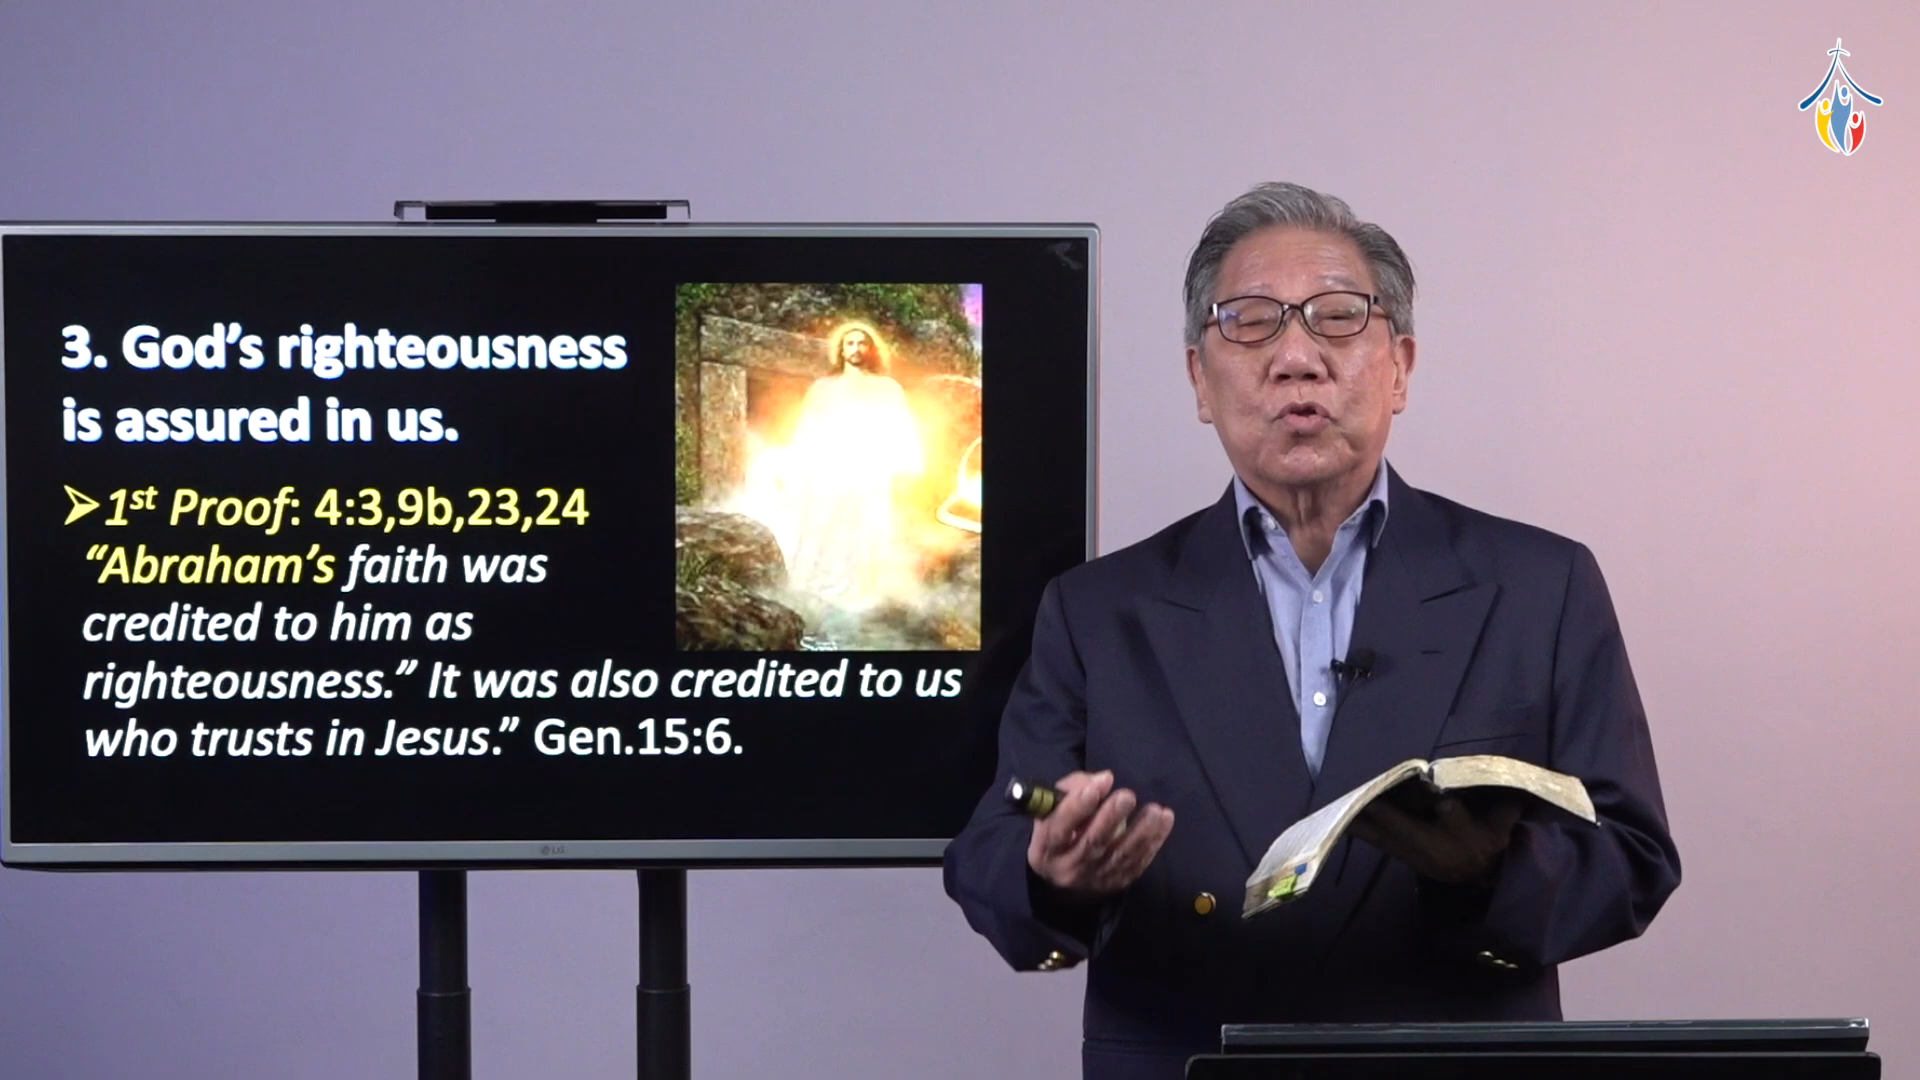 3. God's righteousness
is assured in us.
➢1st Proof: 4:3,9b,23,24
“Abraham's faith was
credited to him as
righteousness.” It was also credited to us
who trusts in Jesus.” Gen.15:6.
LG